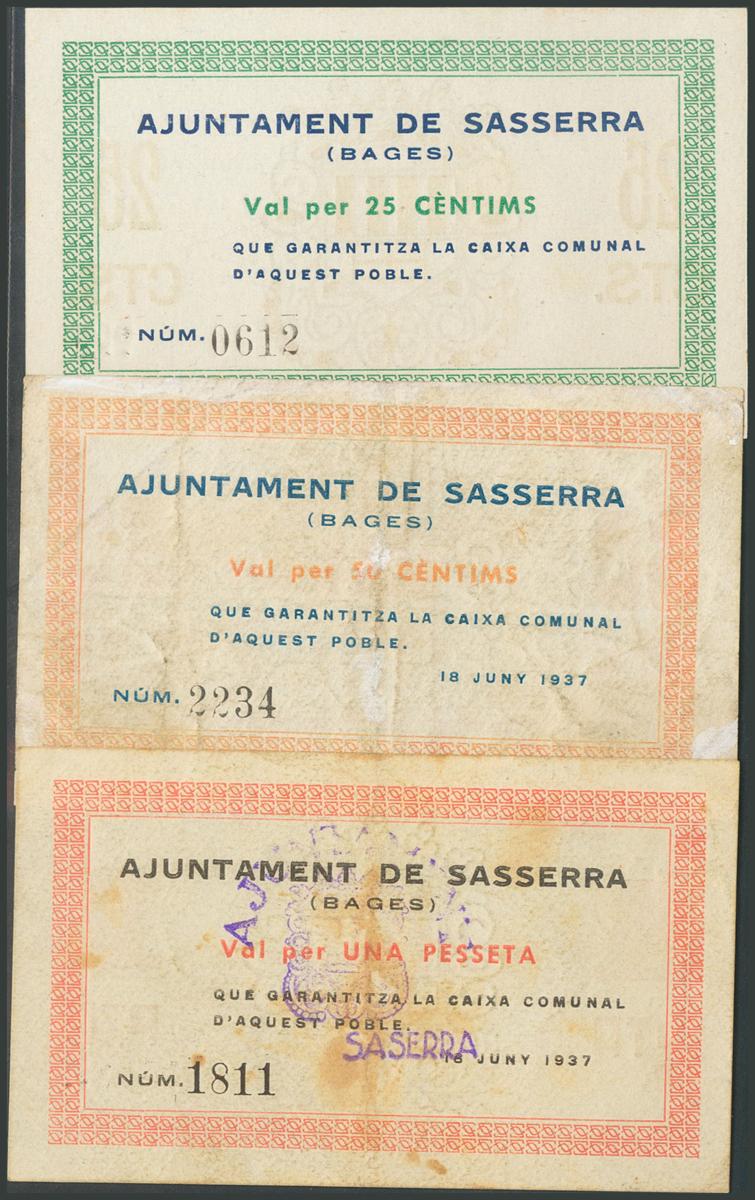 AJUNTAMENT DE SASSERRA
(BAGES)
Val per 25 CÈNTIMS
QUE GARANTITZA LA CAIXA COMUNAL
D'AQUEST POBLE.
NÚM. 0612
AJUNTAMENT DE SASSERRA
(BAGES)
Val per 50 CÈNTIMS
QUE GARANTITZA LA CAIXA COMUNAL
D'AQUEST POBLE.
18 JUNY 1937
NÚM. 2234
AJUNTAMENT DE SASSERRA
(BAGES)
AJUNTAMENT
Val per UNA PESSETA
QUE GARANTITZA LA CAIXA COMUNAL
D'AQUEST POBLE.
SASERRA
18 JUNY 1937
NÚM. 1811